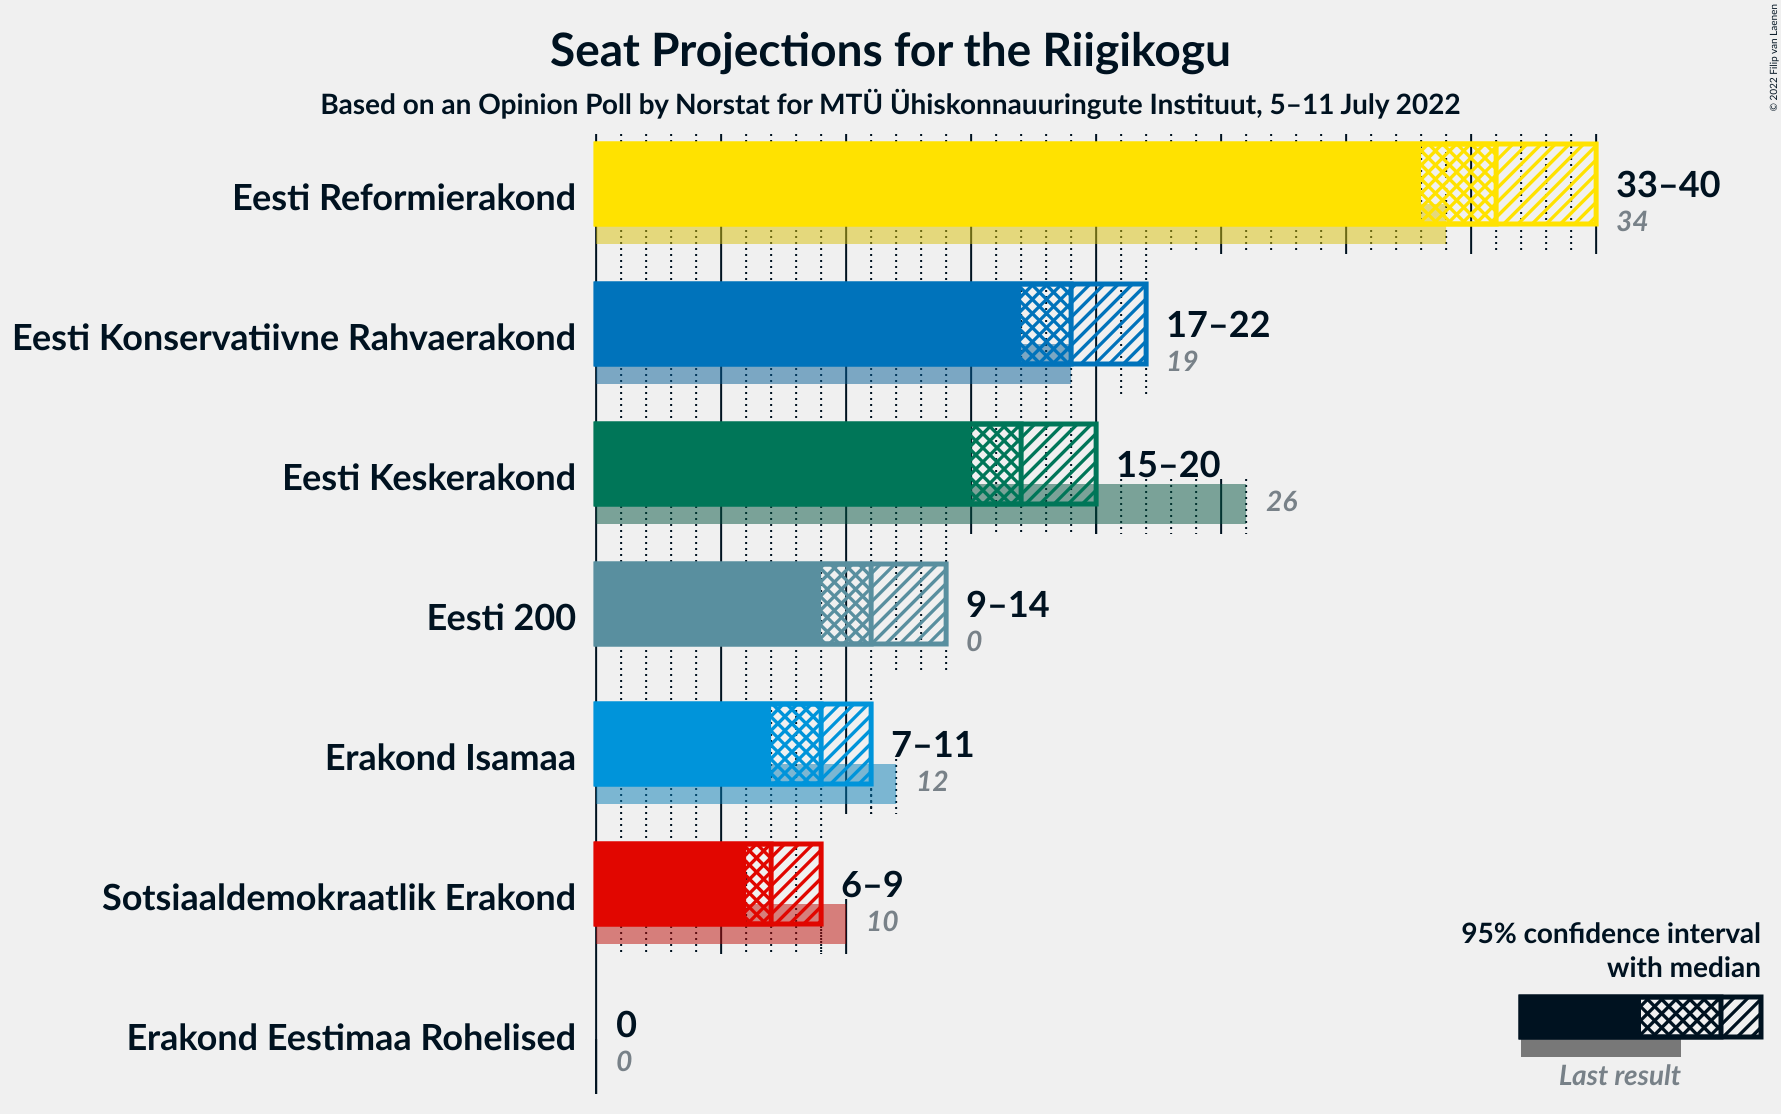 Seat Projections for the Riigikogu
Based on an Opinion Poll by Norstat for MTÜ Ühiskonnauuringute Instituut, 5–11 July 2022
© 2022 Filip van Laenen
Eesti Reformierakond
33–40
34
Eesti Konservatiivne Rahvaerakond
17–22
19
Eesti Keskerakond
15–20
26
Eesti 200
9–14
0
Erakond Isamaa
7–11
12
Sotsiaaldemokraatlik Erakond
6–9
10
Erakond Eestimaa Rohelised
0
0
95% confidence interval
with median
Last result